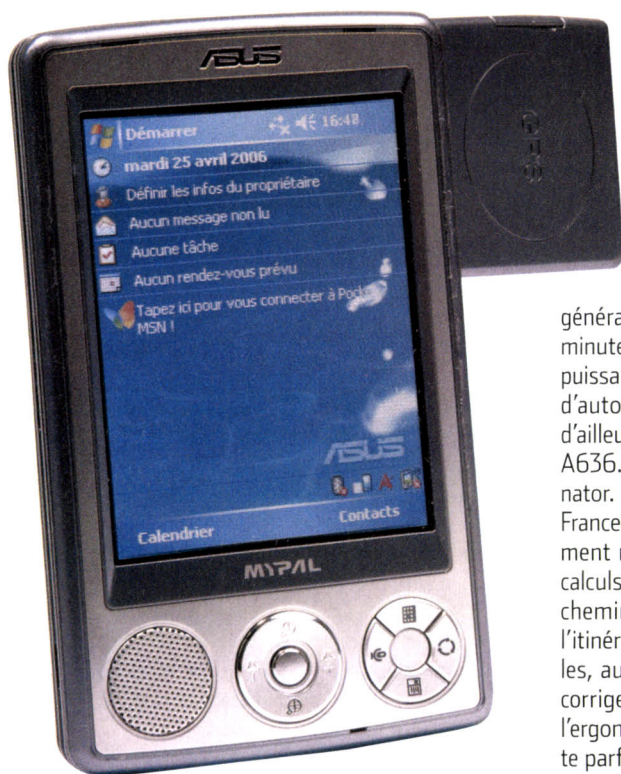 ASUS
GPS
Démarrer 16:48
mardi 25 avril 2006
Définir les infos du propriétaire
Aucun message non lu
Aucune tâche
Aucun rendez-vous prévu
Tapez ici pour vous connecter à Pocket
MSN !
ASUS
A
Calendrier Contacts
MYPAL
généra
minute
puissa
d'auto
d'ailleu
A636.
nator.
France
ment r
calculs
chemin
l'itinér
les, au
corrige
l'ergon
te parf